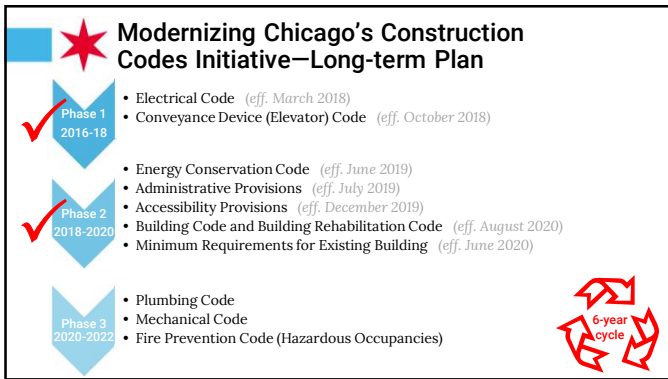 Modernizing Chicago's Construction
Codes Initiative—Long-term Plan
Phase 1
2016-18
• Electrical Code (eff. March 2018)
• Conveyance Device (Elevator) Code (eff. October 2018)
Phase 2
2018-2020
• Energy Conservation Code (eff. June 2019)
• Administrative Provisions (eff. July 2019)
• Accessibility Provisions (eff. December 2019)
• Building Code and Building Rehabilitation Code (eff. August 2020)
• Minimum Requirements for Existing Building (eff. June 2020)
Phase 3
2020-2022
• Plumbing Code
• Mechanical Code
• Fire Prevention Code (Hazardous Occupancies)
6-year
cycle